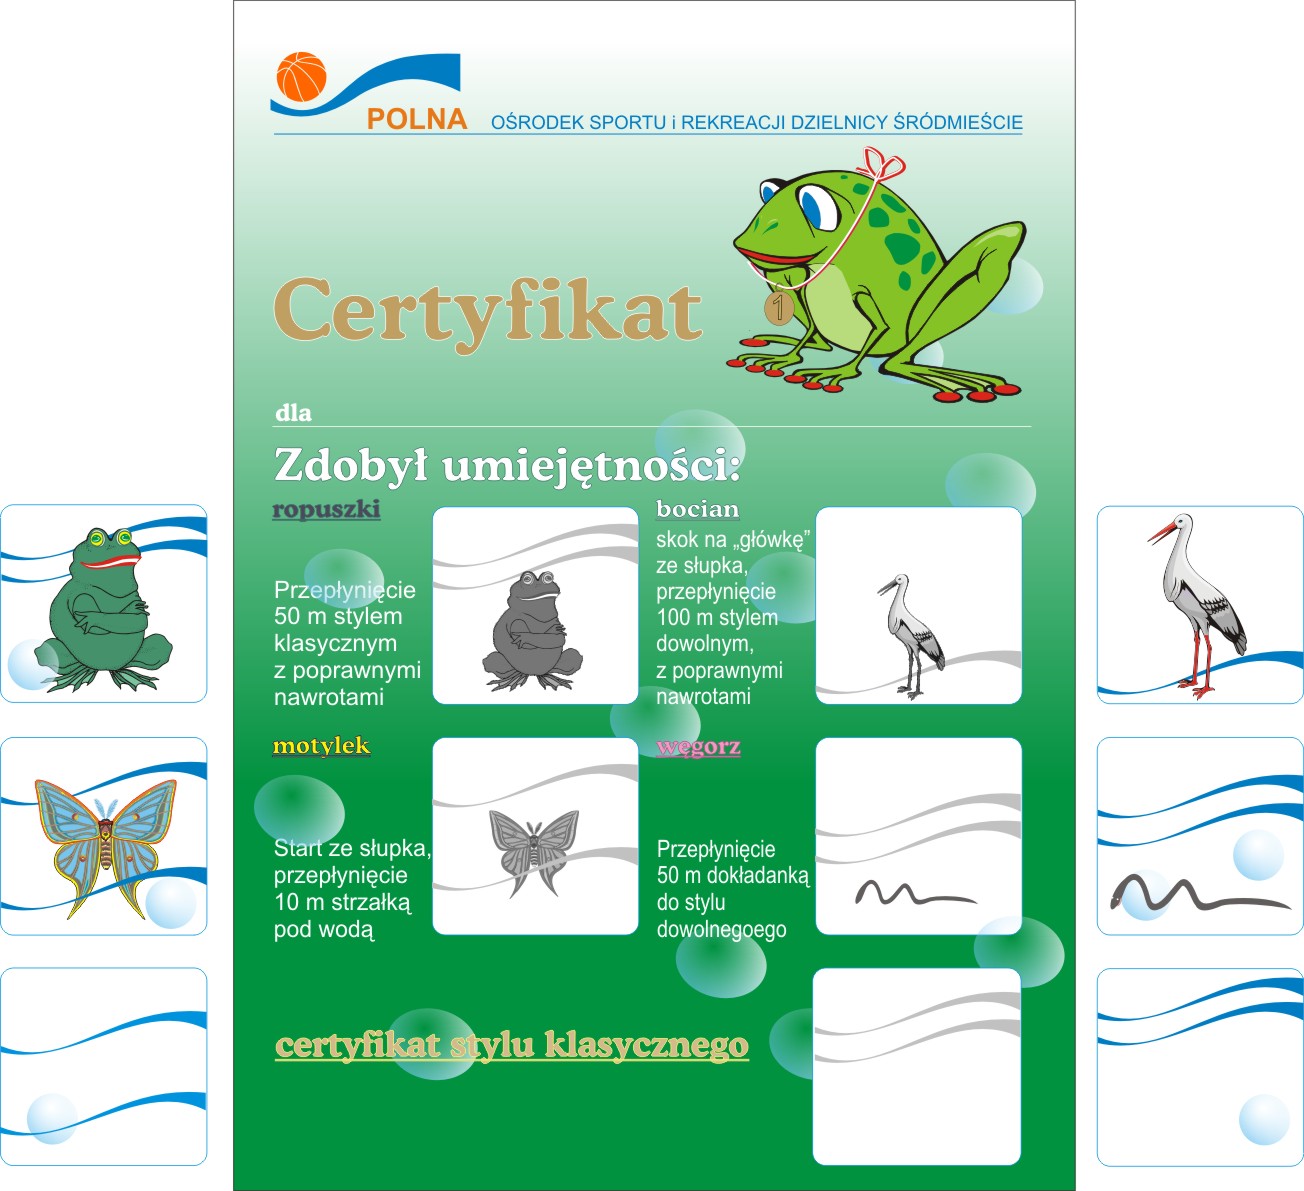 POLNA
OŚRODEK SPORTU i REKREACJI DZIELNICY ŚRÓDMIEŚCIE
1
Certyfikat
dla
Zdobył umiejętności:
ropuszki
Przepłynięcie
50 m stylem
klasycznym
z poprawnymi
nawrotami
bocian
skok na „główkę”
ze słupka,
przepłynięcie
100 m stylem
dowolnym,
z poprawnymi
nawrotami
motylek
Start ze słupka,
przepłynięcie
10 m strzałką
pod wodą
węgorz
Przepłynięcie
50 m dokładanką
do stylu
dowolnegoego
certyfikat stylu klasycznego